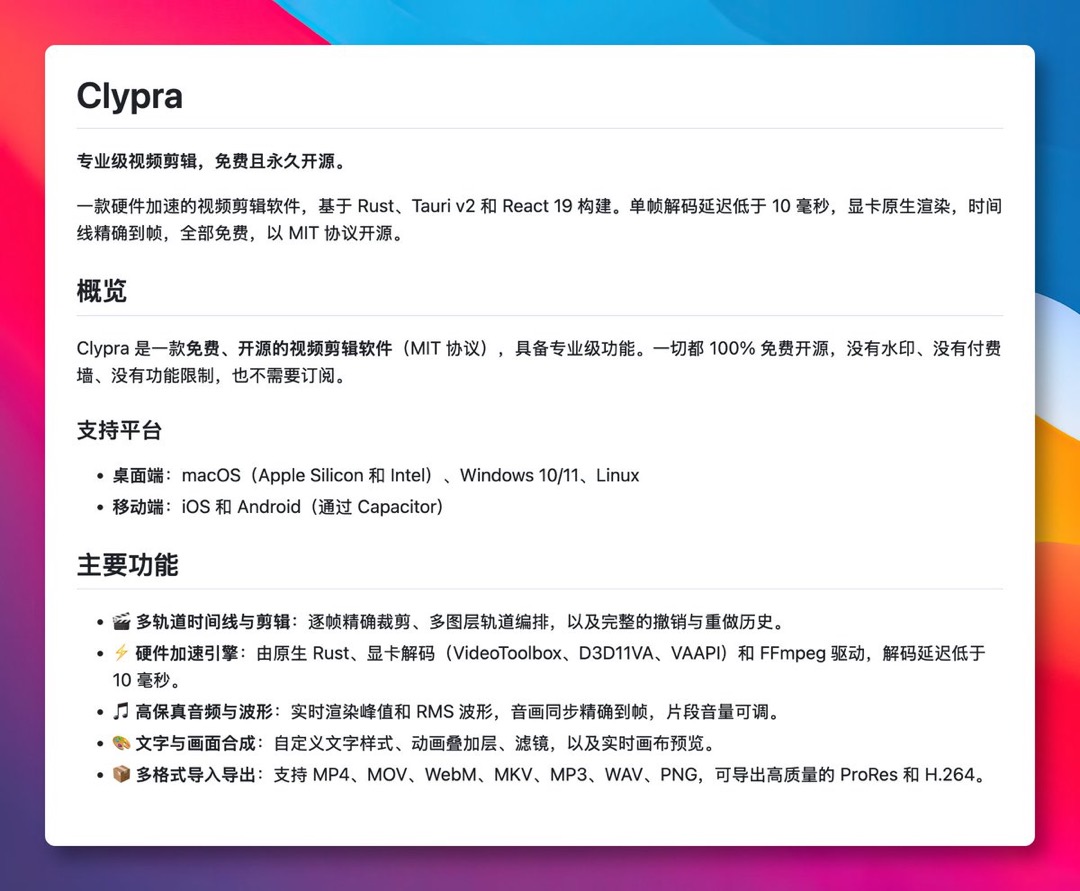 Clypra
专业级视频剪辑，免费且永久开源。
一款硬件加速的视频剪辑软件，基于 Rust、Tauri v2 和 React 19 构建。单帧解码延迟低于 10 毫秒，显卡原生渲染，时间
线精确到帧，全部免费，以 MIT 协议开源。
概览
Clypra 是一款免费、开源的视频剪辑软件（MIT 协议），具备专业级功能。一切都 100% 免费开源，没有水印、没有付费
墙、没有功能限制，也不需要订阅。
支持平台
• 桌面端：macOS（Apple Silicon 和 Intel）、Windows 10/11、Linux
• 移动端：iOS 和 Android（通过 Capacitor）
主要功能
• 🎬 多轨道时间线与剪辑：逐帧精确裁剪、多图层轨道编排，以及完整的撤销与重做历史。
• ⚡ 硬件加速引擎：由原生 Rust、显卡解码（VideoToolbox、D3D11VA、VAAPI）和 FFmpeg 驱动，解码延迟低于
10 毫秒。
• 🎵 高保真音频与波形：实时渲染峰值和 RMS 波形，音画同步精确到帧，片段音量可调。
• 🎨 文字与画面合成：自定义文字样式、动画叠加层、滤镜，以及实时画布预览。
• 📦 多格式导入导出：支持 MP4、MOV、WebM、MKV、MP3、WAV、PNG，可导出高质量的 ProRes 和 H.264。